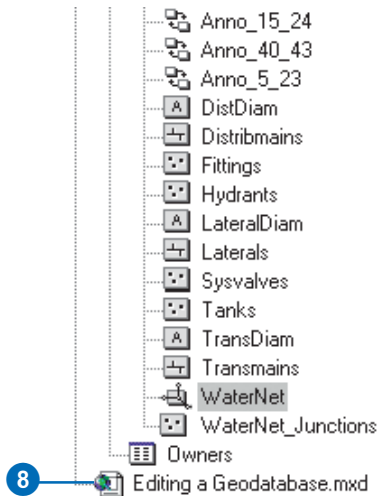 Anno_15_24
Anno_40_43
Anno_5_23
A DistDiam
Distribmains
Fittings
Hydrants
A LateralDiam
Laterals
Sysvalves
Tanks
A TransDiam
Transmains
WaterNet
WaterNet_Junctions
Owners
8 Editing a Geodatabase.mxd